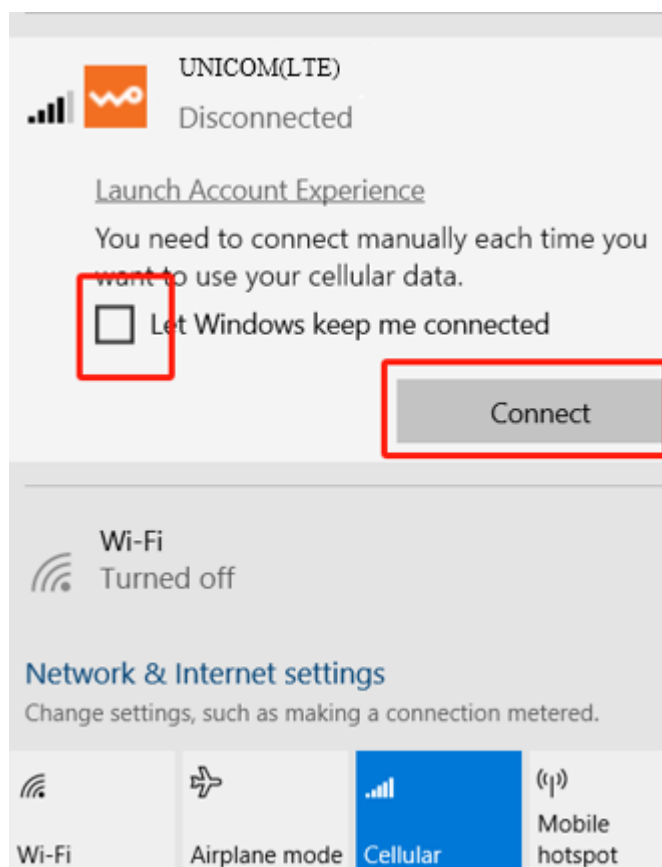 UNICOM(LTE)
Disconnected
Launch Account Experience
You need to connect manually each time you
want to use your cellular data.
Let Windows keep me connected
Connect
Wi-Fi
Turned off
Network & Internet settings
Change settings, such as making a connection metered.
Wi-Fi
Airplane mode
Cellular
Mobile
hotspot